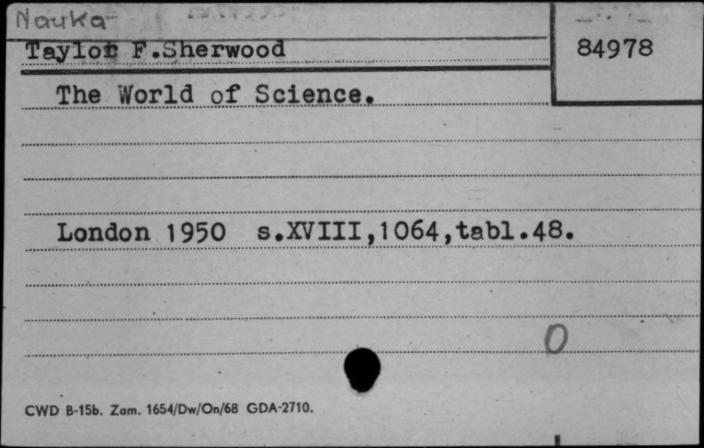 Nauka
Taylor F.Sherwood
84978
The World of Science.
London 1950 s.XVIII,1064,tabl.48.
0
CWD B-15b. Zam. 1654/Dw/On/68 GDA-2710.